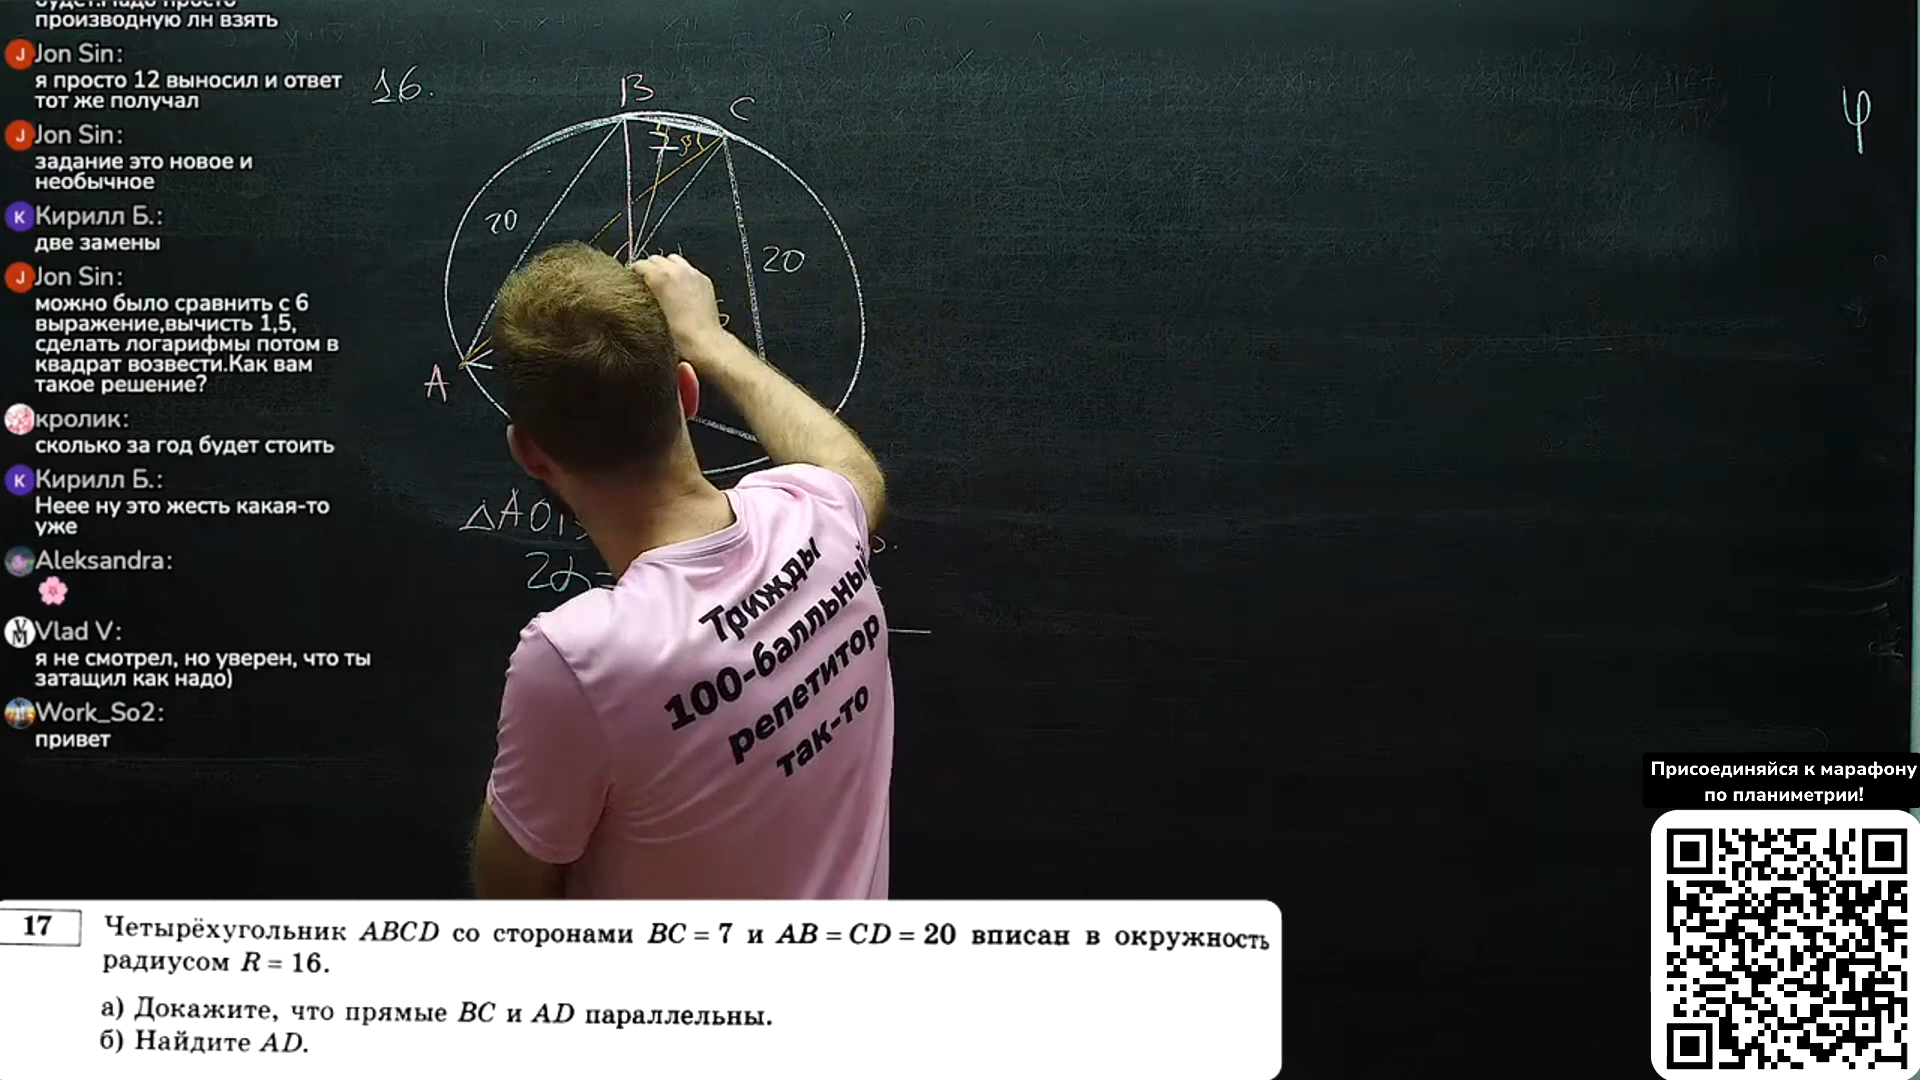 производную лн взять
Jon Sin:
я просто 12 выносил и ответ
тот же получал
Jon Sin:
задание это новое и
необычное
Кирилл Б.:
две замены
Jon Sin:
можно было сравнить с 6
выражение,вычисть 1,5,
сделать логарифмы потом в
квадрат возвести.Как вам
такое решение?
кролик:
сколько за год будет стоить
Кирилл Б.:
Неее ну это жесть какая-то
уже
Aleksandra:
Vlad V:
я не смотрел, но уверен, что ты
затащил как надо)
Work_So2:
привет
16.
B
C
7
β
20
20
A
△AO₁
2α=
φ
Трижды
100-балльный
репетитор
так-то
Присоединяйся к марафону
по планиметрии!
17
Четырёхугольник ABCD со сторонами BC = 7 и AB = CD = 20 вписан в окружность
радиусом R = 16.
а) Докажите, что прямые BC и AD параллельны.
б) Найдите AD.